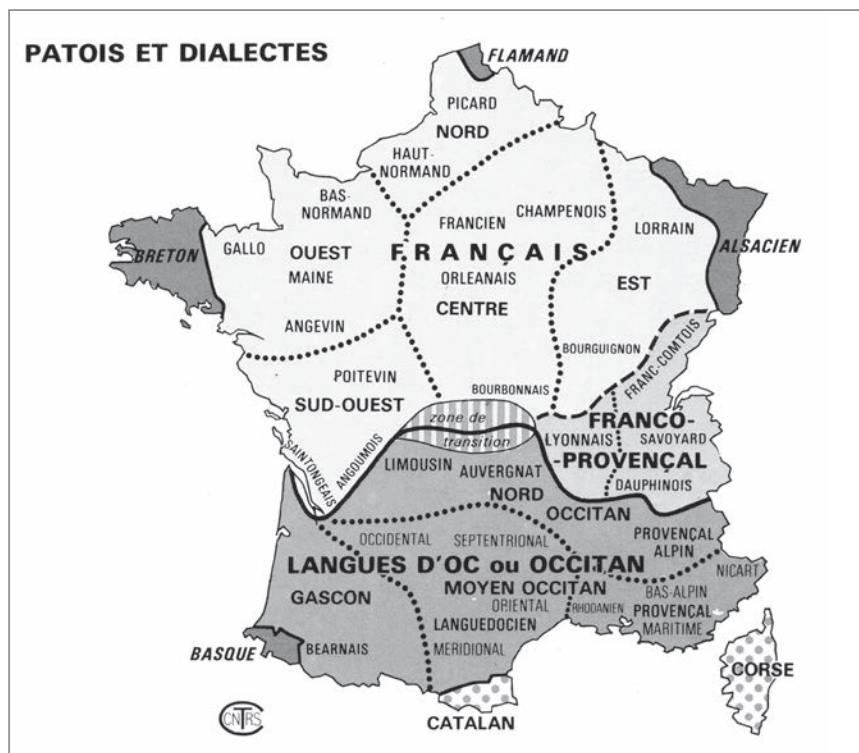 PATOIS ET DIALECTES
FLAMAND
PICARD
NORD
HAUT-
NORMAND
BAS-
NORMAND
FRANCIEN
CHAMPENOIS
LORRAIN
BRETON
GALLO
OUEST
FRANÇAIS
ALSACIEN
MAINE
ORLEANAIS
EST
CENTRE
ANGEVIN
BOURGUIGNON
FRANC-COMTOIS
POITEVIN
BOURBONNAIS
SUD-OUEST
zone de
transition
FRANCO-
-PROVENÇAL
LYONNAIS
SAVOYARD
DAUPHINOIS
SAINTONGEAIS
ANGOUMOIS
LIMOUSIN
AUVERGNAT
NORD
OCCITAN
PROVENÇAL
ALPIN
OCCIDENTAL
SEPTENTRIONAL
LANGUES D'OC ou OCCITAN
NICART
MOYEN OCCITAN
BAS-ALPIN
GASCON
ORIENTAL
RHODANIEN
PROVENÇAL
MARITIME
LANGUEDOCIEN
BASQUE
BEARNAIS
MERIDIONAL
CORSE
CATALAN
CNTRS